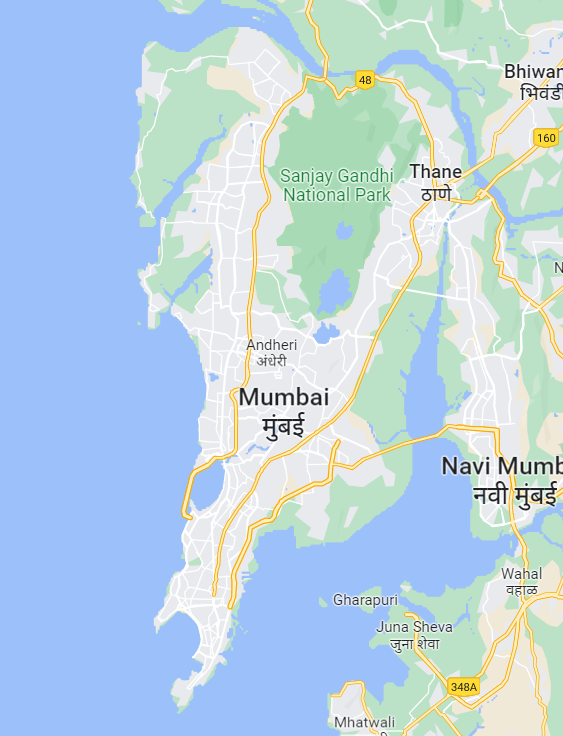 48
Bhiwan
भिवंडी
160
Sanjay Gandhi
National Park
Thane
ठाणे
N
Andheri
अंधेरी
Mumbai
मुंबई
Navi Mumb
नवी मुंबई
Wahal
वहाळ
Gharapuri
Juna Sheva
जुना शेवा
348A
Mhatwali